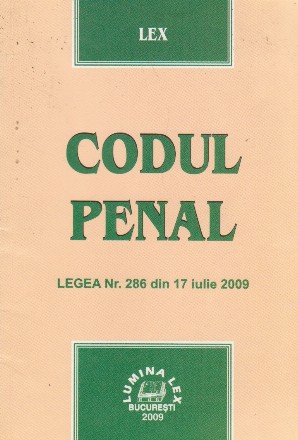 LEX
CODUL
PENAL
LEGEA Nr. 286 din 17 iulie 2009
LUMINA LEX
BUCUREȘTI
2009